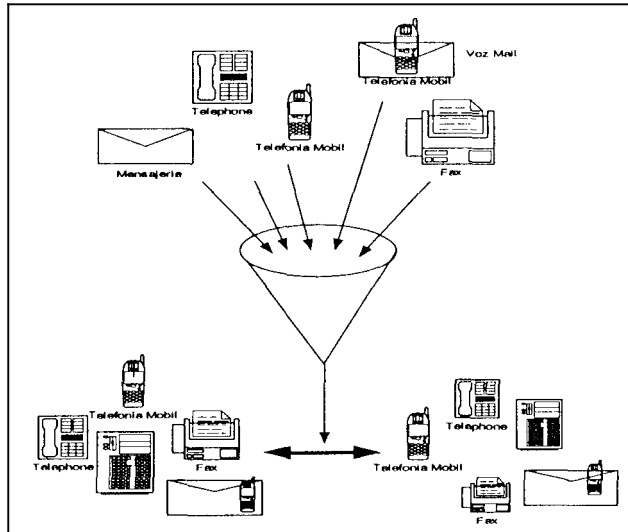 Voz Mail
Telefonia Mobil
Telephone
Telefonia Mobil
Mensajeria
Fax
Telefonia Mobil
Telephone
Fax
Telephone
Telefonia Mobil
Fax